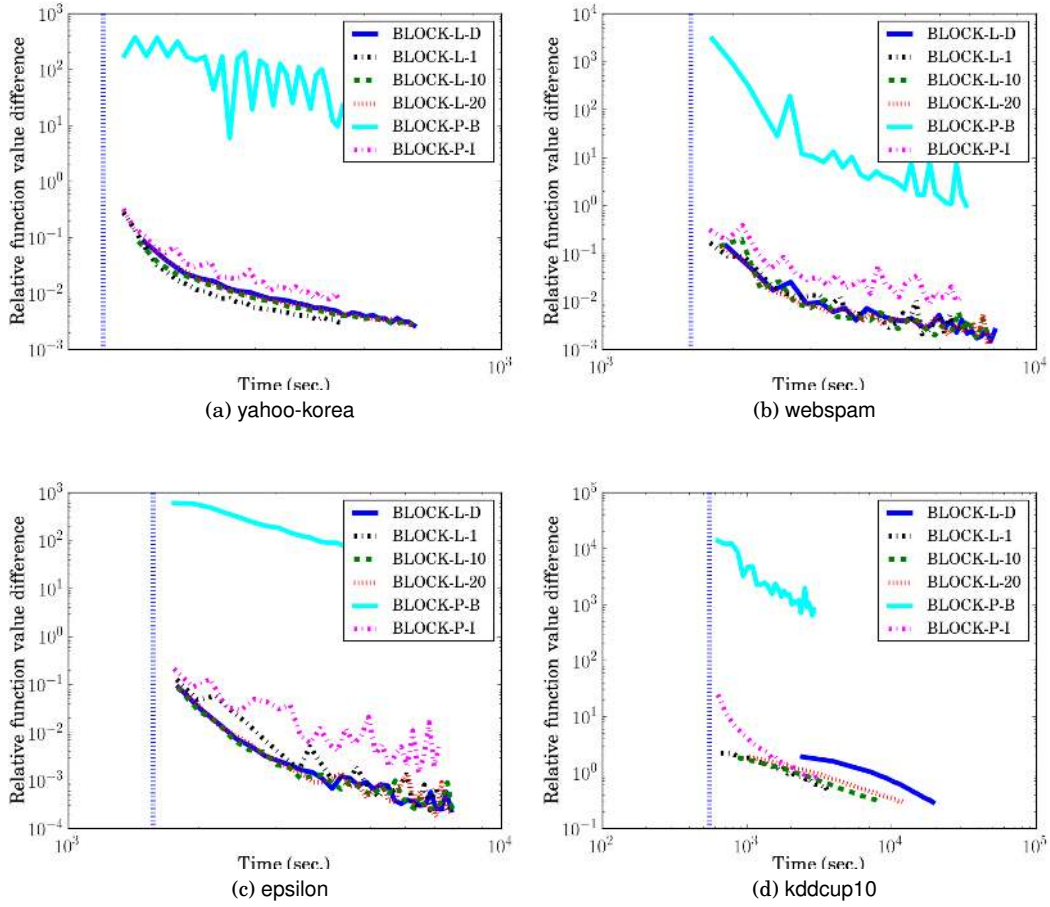 10^3
10^2
10^1
10^0
10^-1
10^-2
10^-3
Relative function value difference
BLOCK-L-D
BLOCK-L-1
BLOCK-L-10
BLOCK-L-20
BLOCK-P-B
BLOCK-P-I
10^3
Time (sec.)
(a) yahoo-korea
10^4
10^3
10^2
10^1
10^0
10^-1
10^-2
10^-3
Relative function value difference
BLOCK-L-D
BLOCK-L-1
BLOCK-L-10
BLOCK-L-20
BLOCK-P-B
BLOCK-P-I
10^4
Time (sec.)
(b) webspam
10^3
10^2
10^1
10^0
10^-1
10^-2
10^-3
10^-4
Relative function value difference
BLOCK-L-D
BLOCK-L-1
BLOCK-L-10
BLOCK-L-20
BLOCK-P-B
BLOCK-P-I
10^3 10^4
Time (sec.)
(c) epsilon
10^5
10^4
10^3
10^2
10^1
10^0
10^-1
Relative function value difference
BLOCK-L-D
BLOCK-L-1
BLOCK-L-10
BLOCK-L-20
BLOCK-P-B
BLOCK-P-I
10^2 10^3 10^4 10^5
Time (sec.)
(d) kddcup10